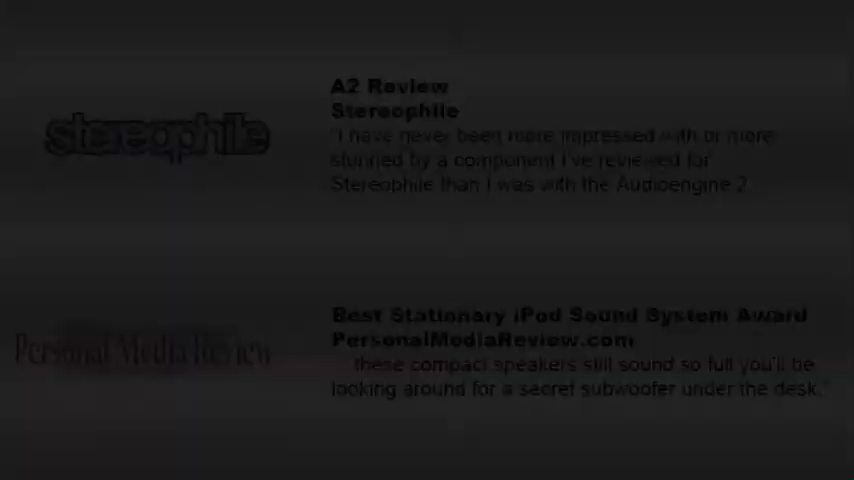 A2 Review
Stereophile
stereophile
"I have never been more impressed with or more
stunned by a component I've reviewed for
Stereophile than I was with the Audioengine 2.
Best Stationary iPod Sound System Award
PersonalMediaReview.com
Personal Media Review
...these compact speakers still sound so full you'll be
looking around for a secret subwoofer under the desk."